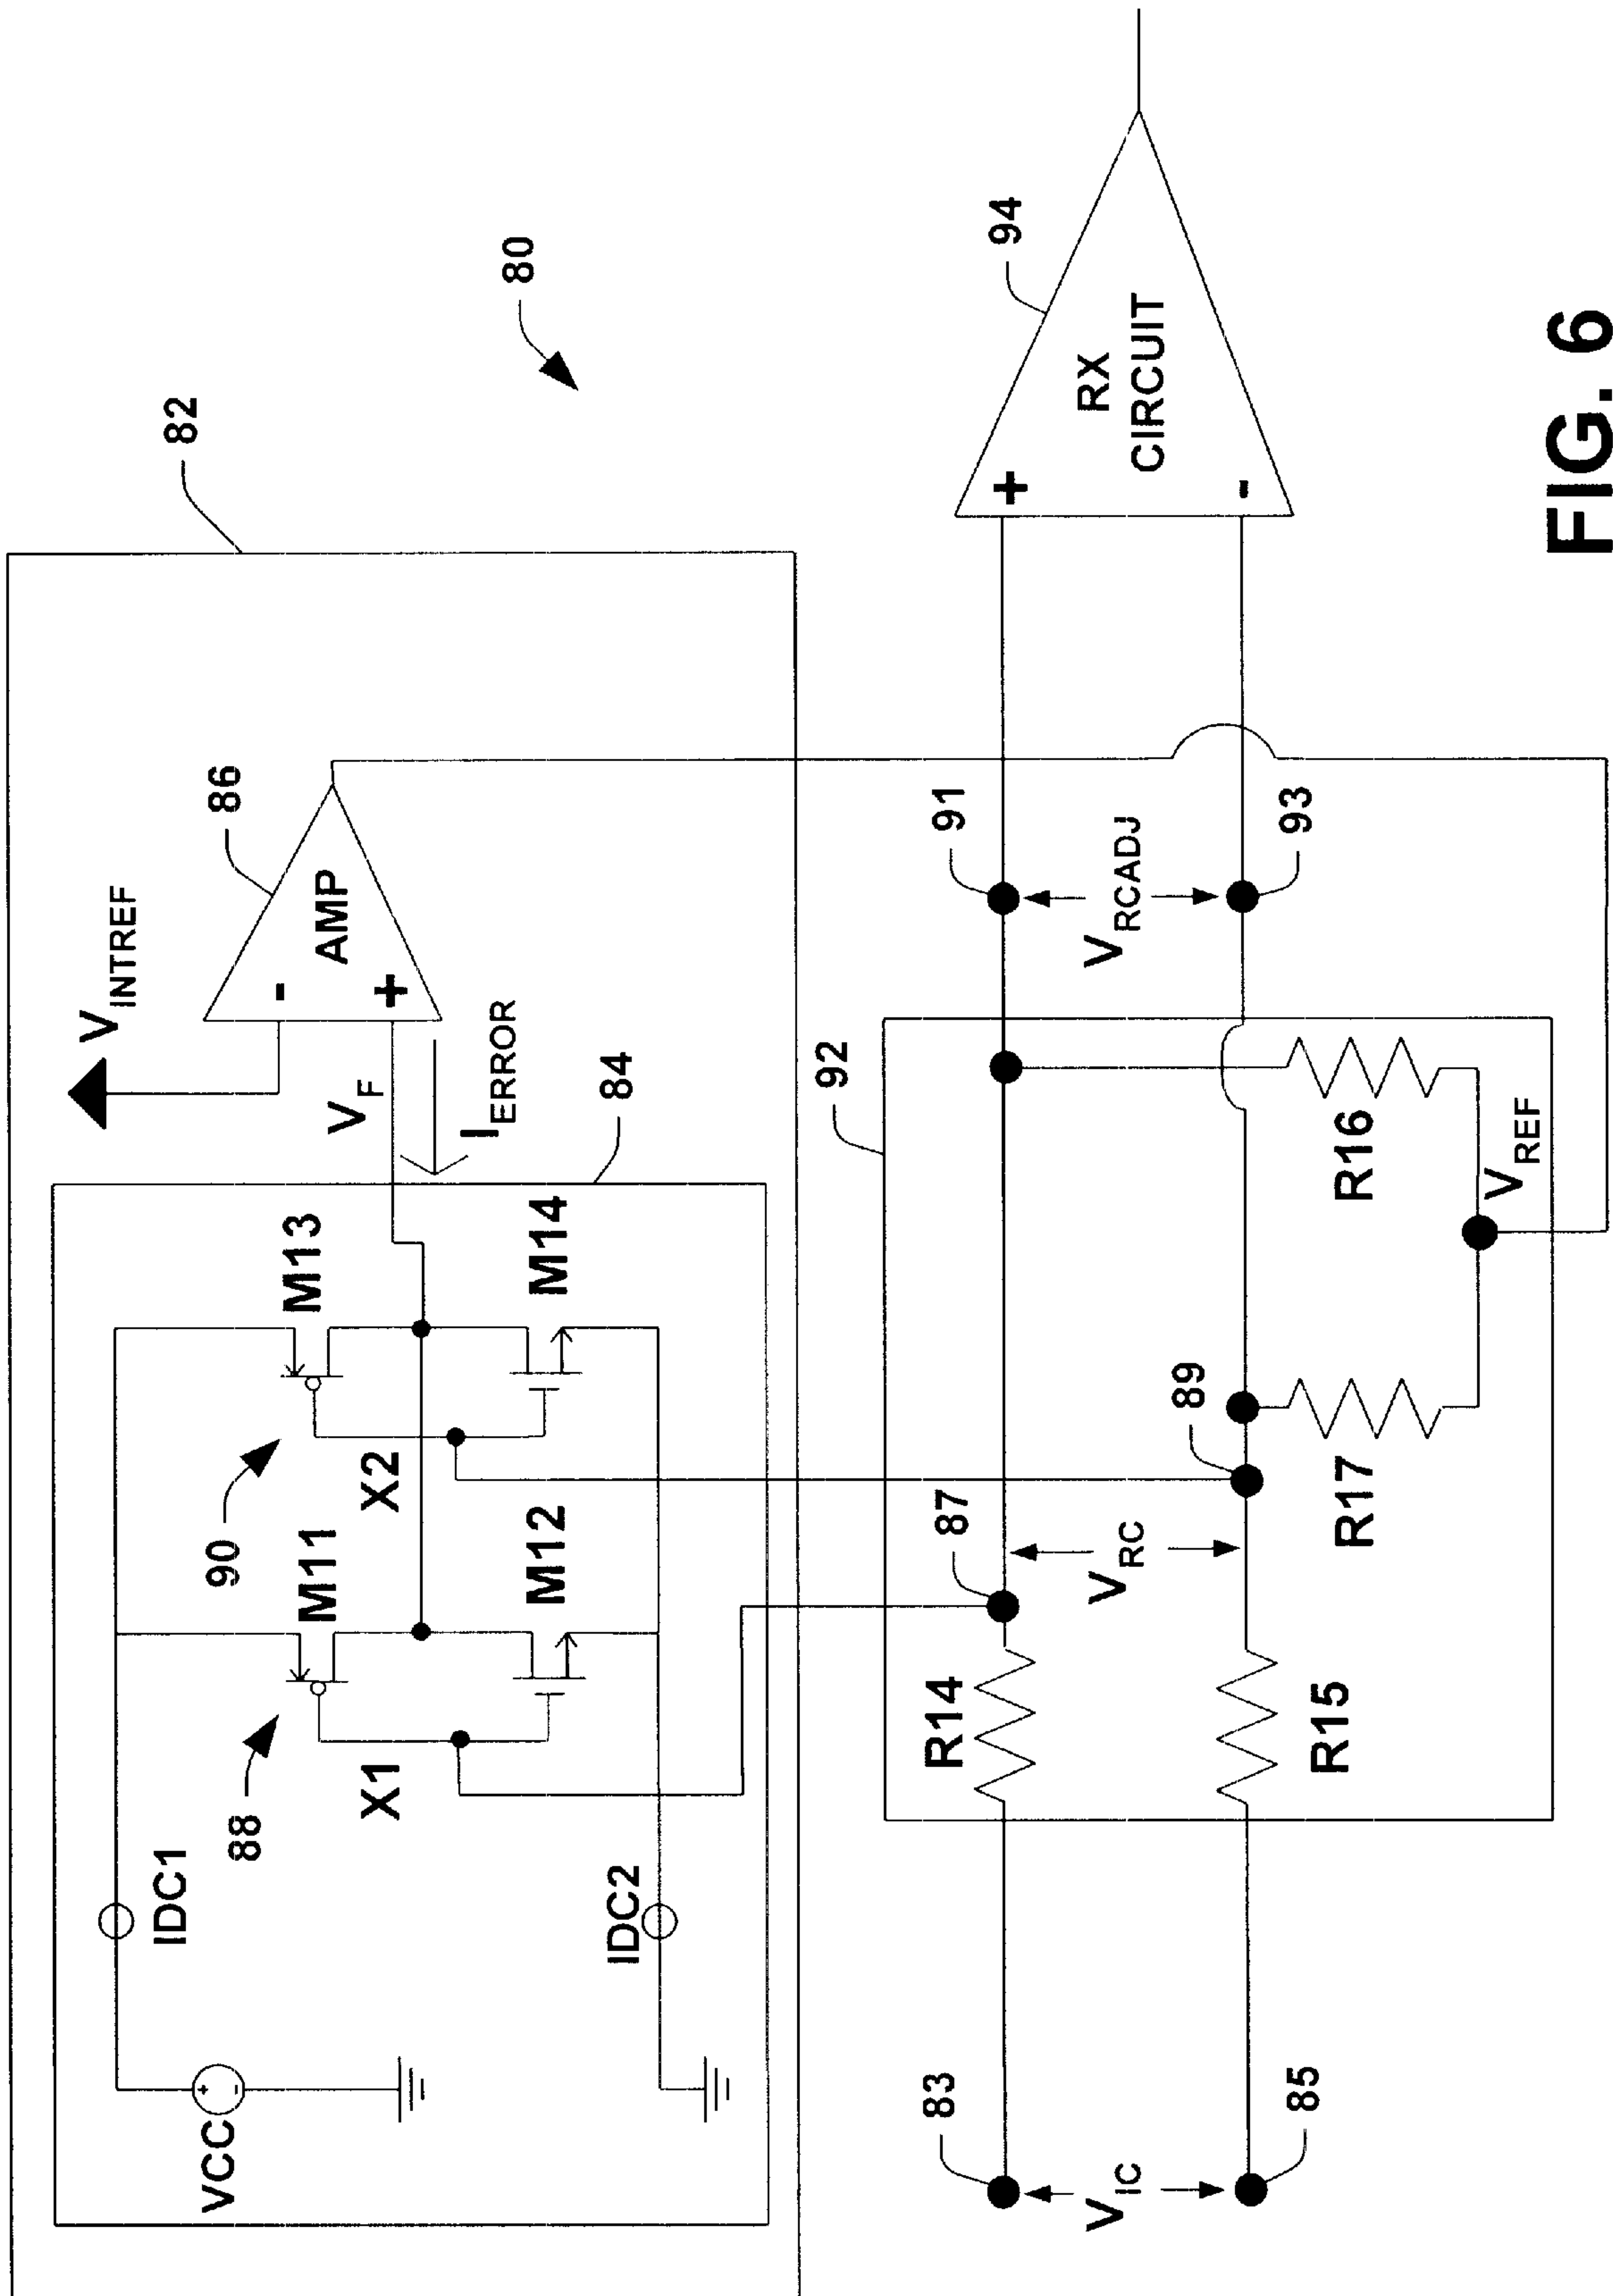 82
80
V_INTREF
86
AMP
-
+
V_F
I_ERROR
84
VCC
+
-
IDC1
IDC2
88
M11
X1
M12
90
M13
X2
M14
92
83
V_IC
85
R14
R15
87
V_RC
89
R17
R16
V_REF
91
V_RCADJ
93
94
+
-
RX
CIRCUIT
FIG. 6